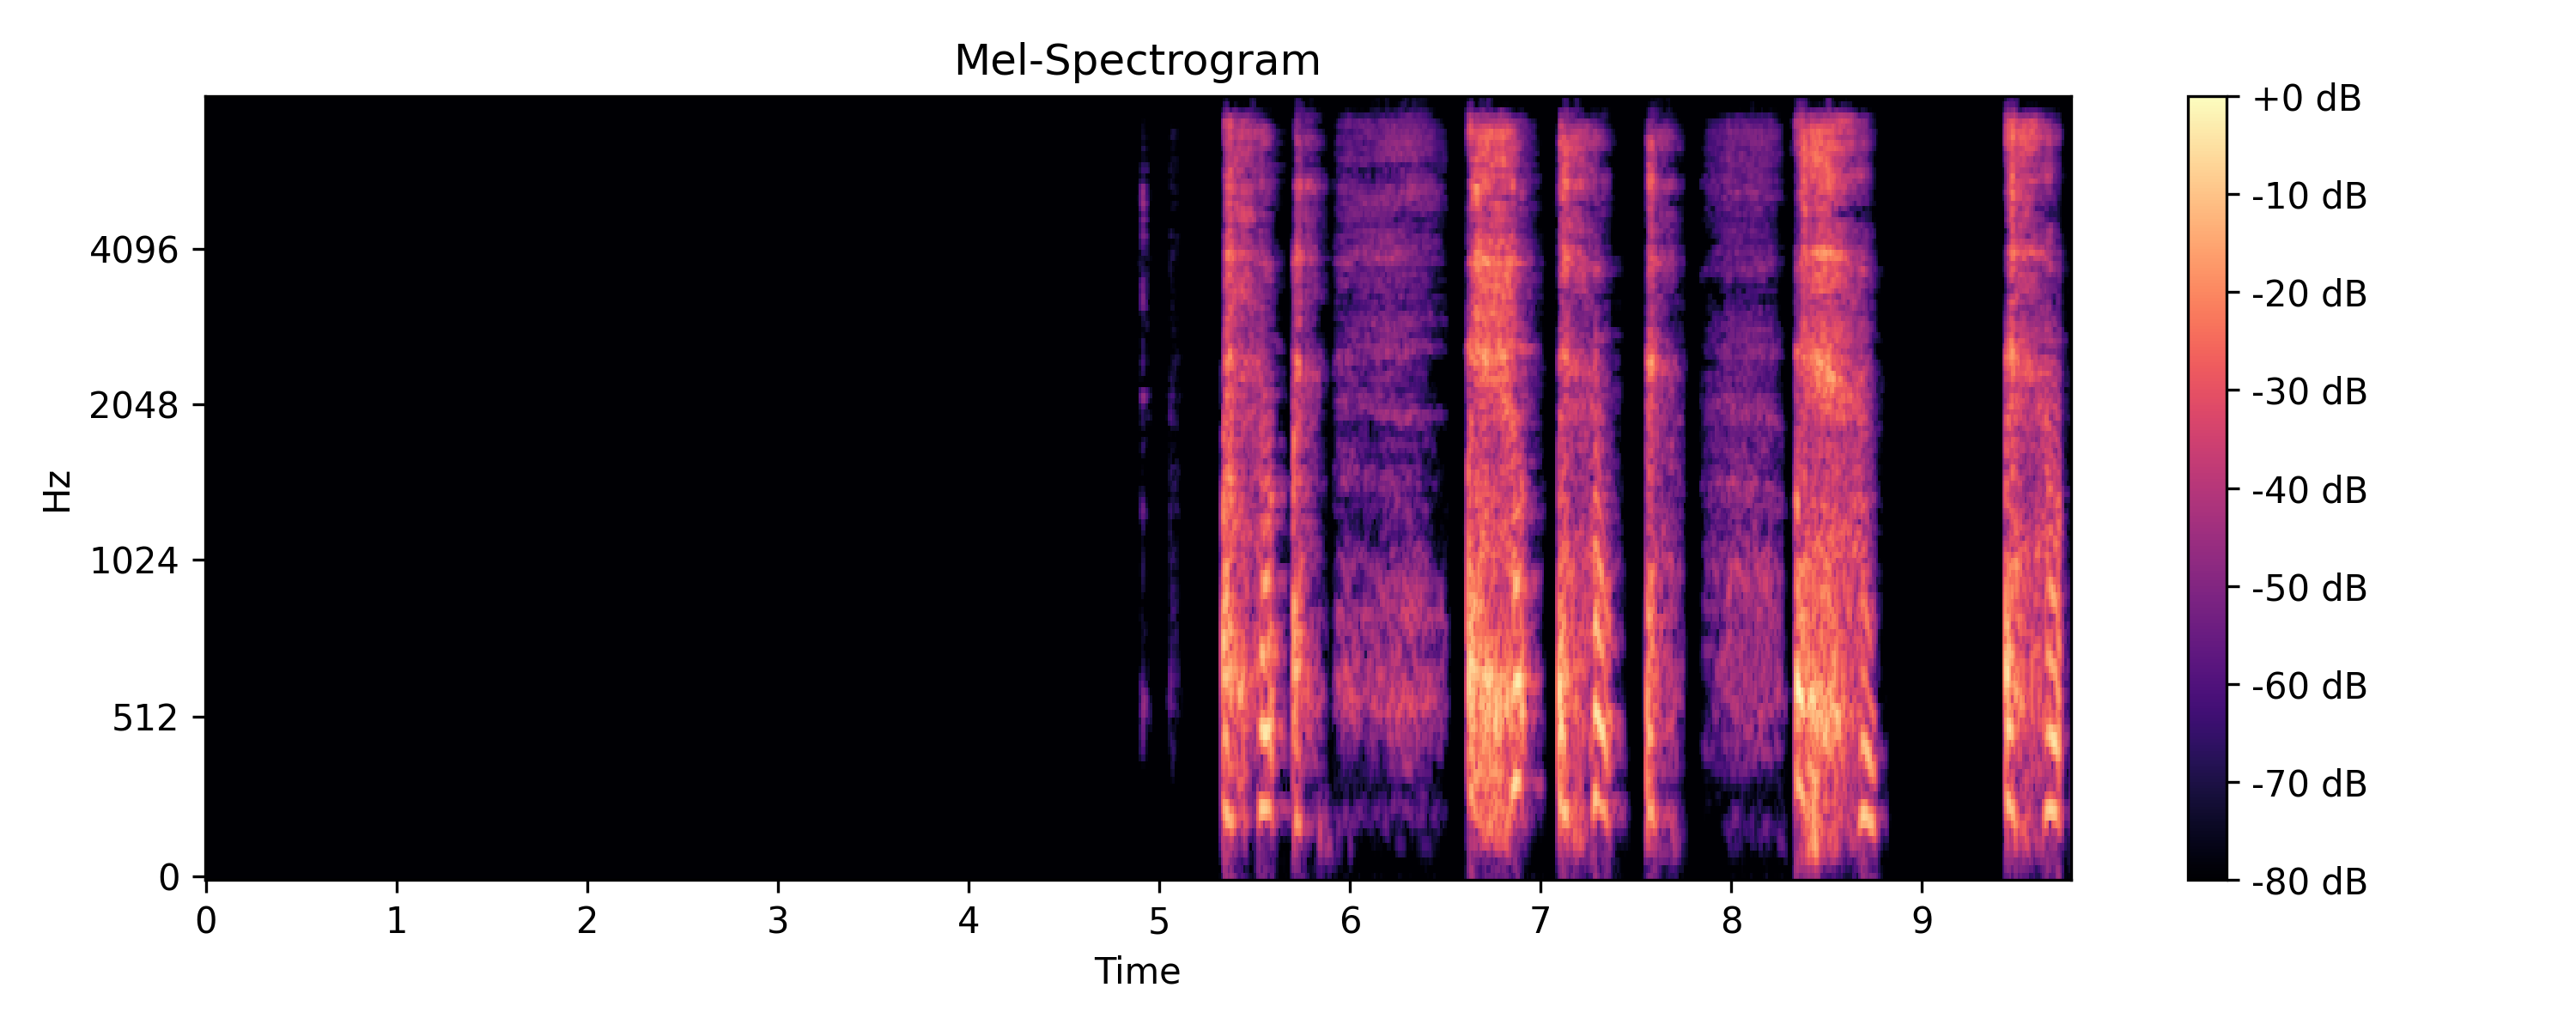 Mel-Spectrogram
+0 dB
-10 dB
-20 dB
-30 dB
-40 dB
-50 dB
-60 dB
-70 dB
-80 dB
4096
2048
1024
512
0
Hz
0 1 2 3 4 5 6 7 8 9
Time